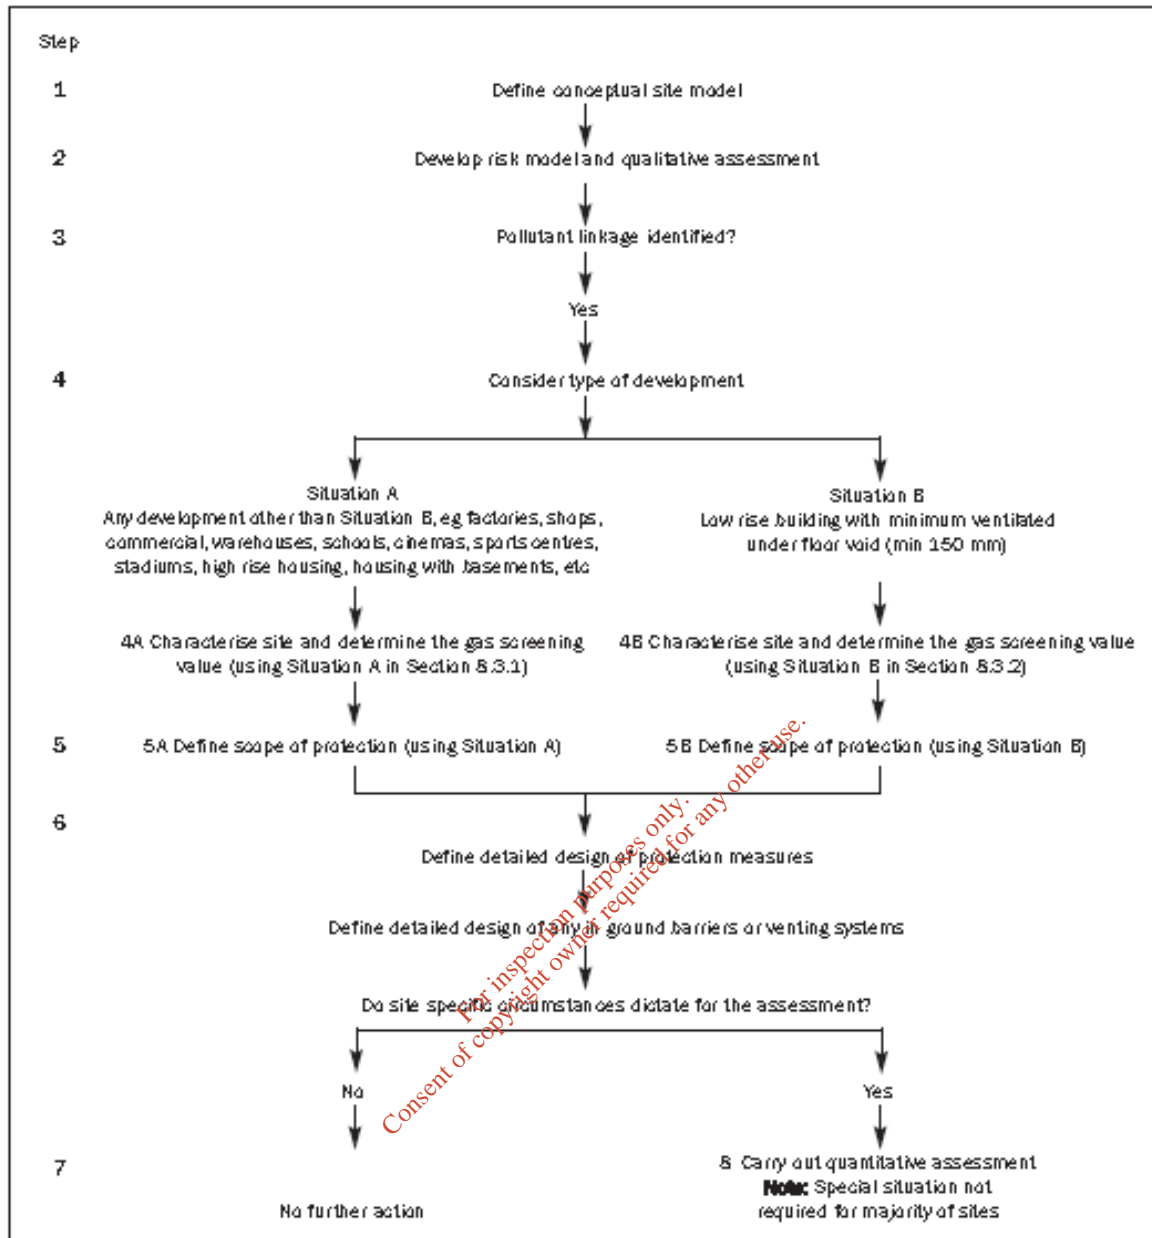 Step
1
Define conceptual site model
2
Develop risk model and qualitative assessment
3
Pollutant linkage identified?
Yes
4
Consider type of development
Situation A
Any development other than Situation B, eg factories, shops,
commercial, warehouses, schools, cinemas, sports centres,
stadiums, high rise housing, housing with basements, etc
Situation B
Low rise building with minimum ventilated
under floor void (min 150 mm)
4A Characterise site and determine the gas screening
value (using Situation A in Section 8.3.1)
4B Characterise site and determine the gas screening value
(using Situation B in Section 8.3.2)
5
5A Define scope of protection (using Situation A)
5B Define scope of protection (using Situation B)
6
Define detailed design of protection measures
Define detailed design of any in ground barriers or venting systems
Do site specific circumstances dictate for the assessment?
No
Yes
7
No further action
8 Carry out quantitative assessment
Note: Special situation not
required for majority of sites
For inspection purposes only.
Consent of copyright owner required for any other use.